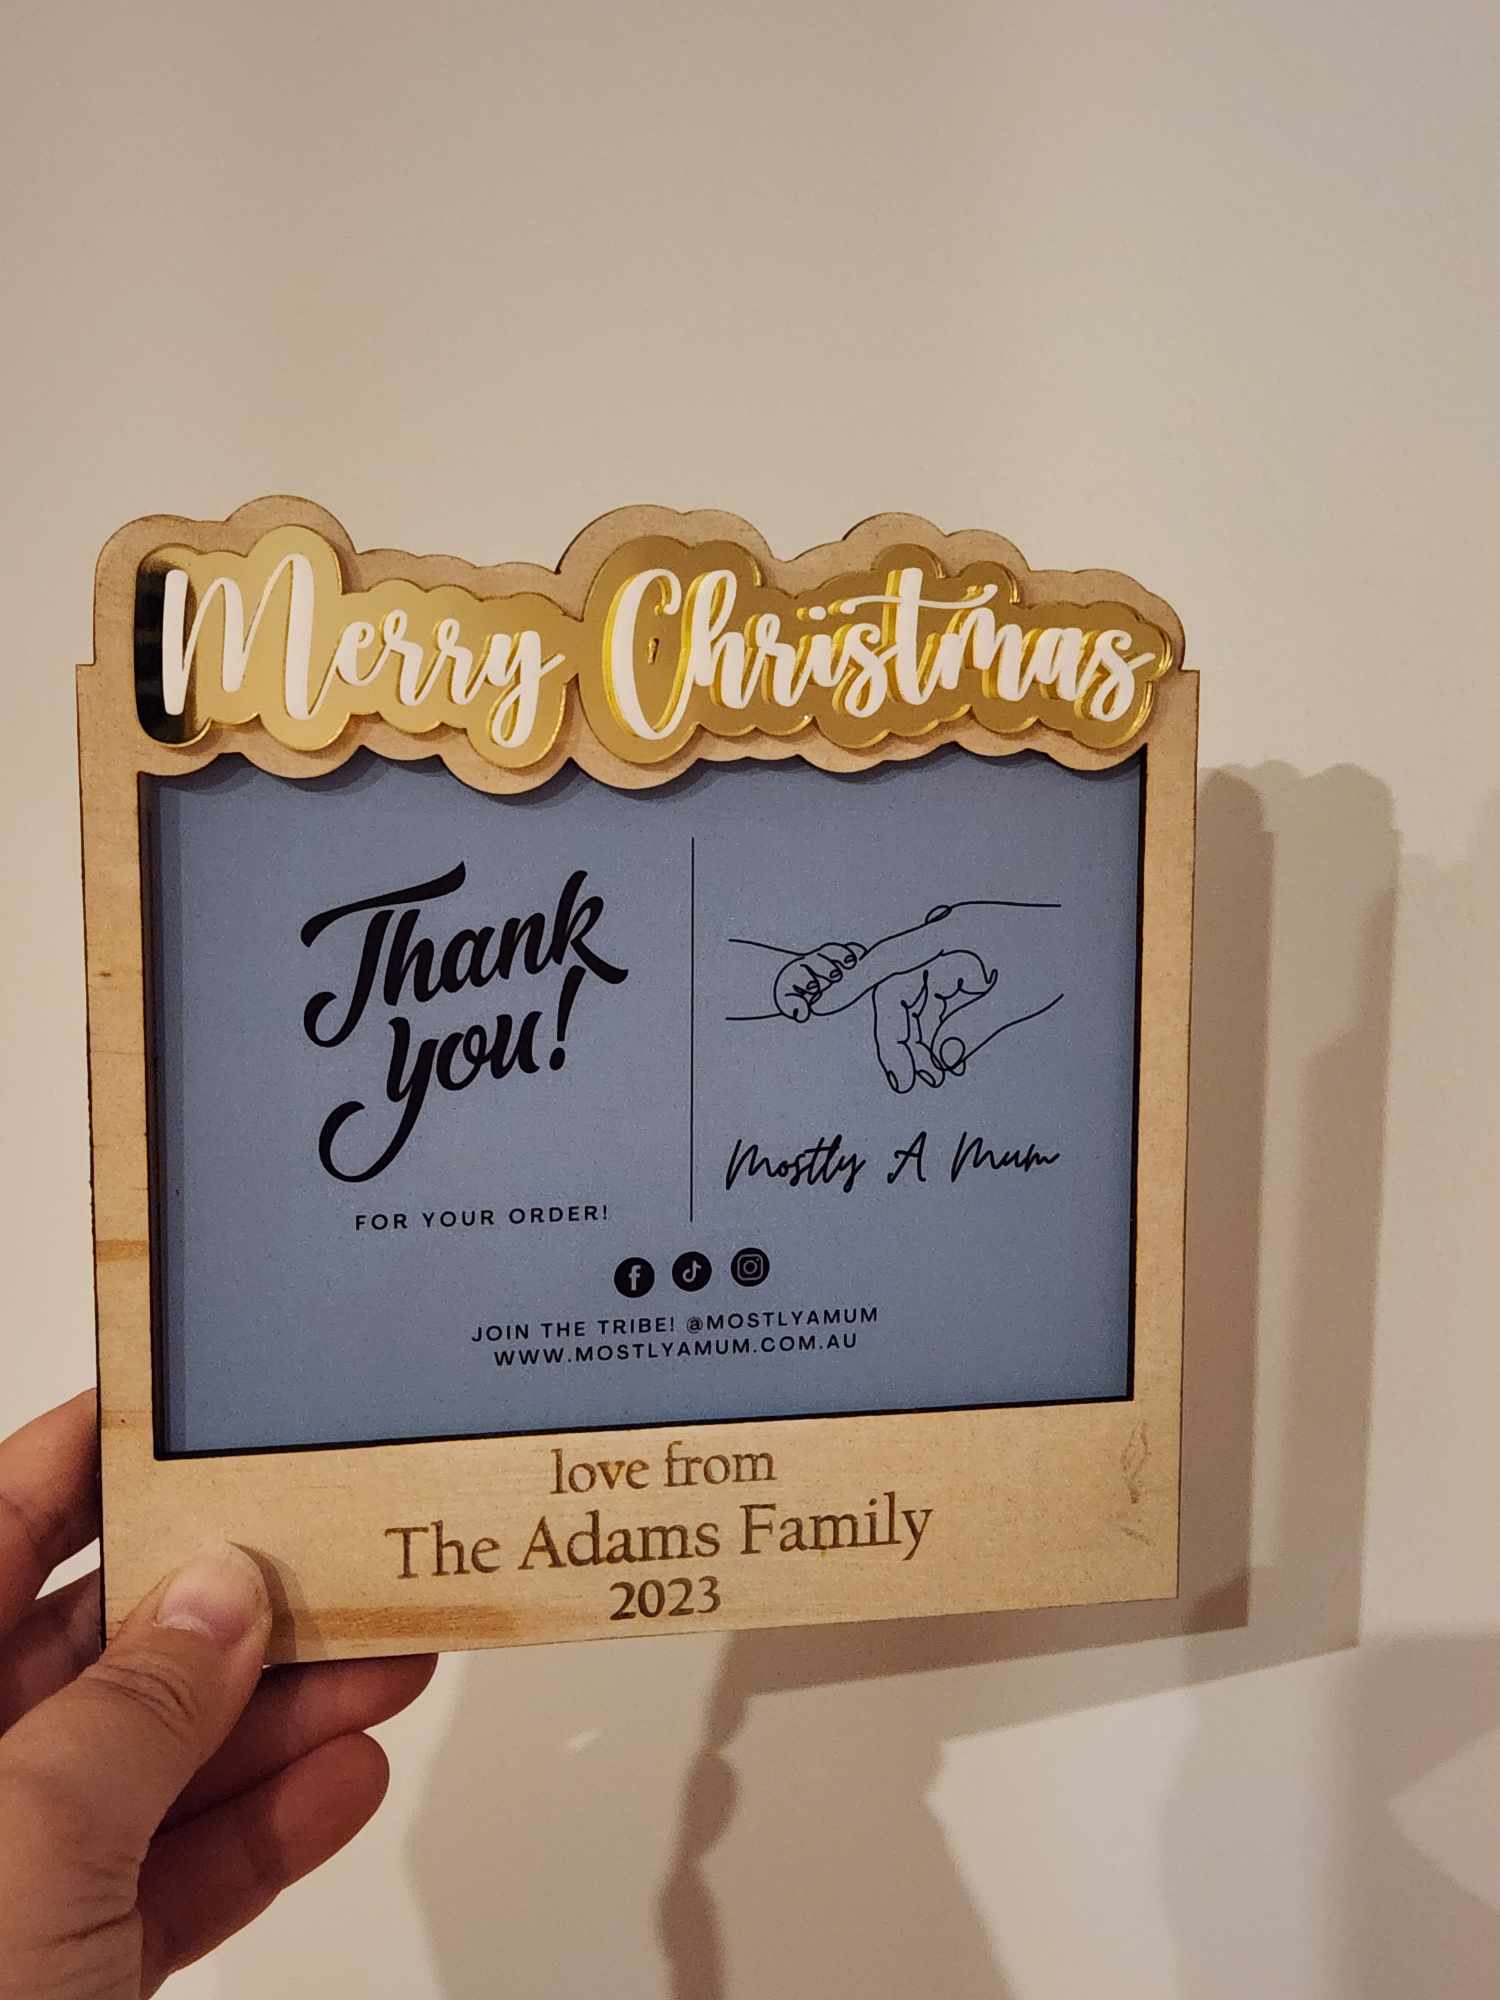 Merry Christmas
Thank
you!
FOR YOUR ORDER!
Mostly A Mum
JOIN THE TRIBE! @MOSTLYAMUM
WWW.MOSTLYAMUM.COM.AU
love from
The Adams Family
2023